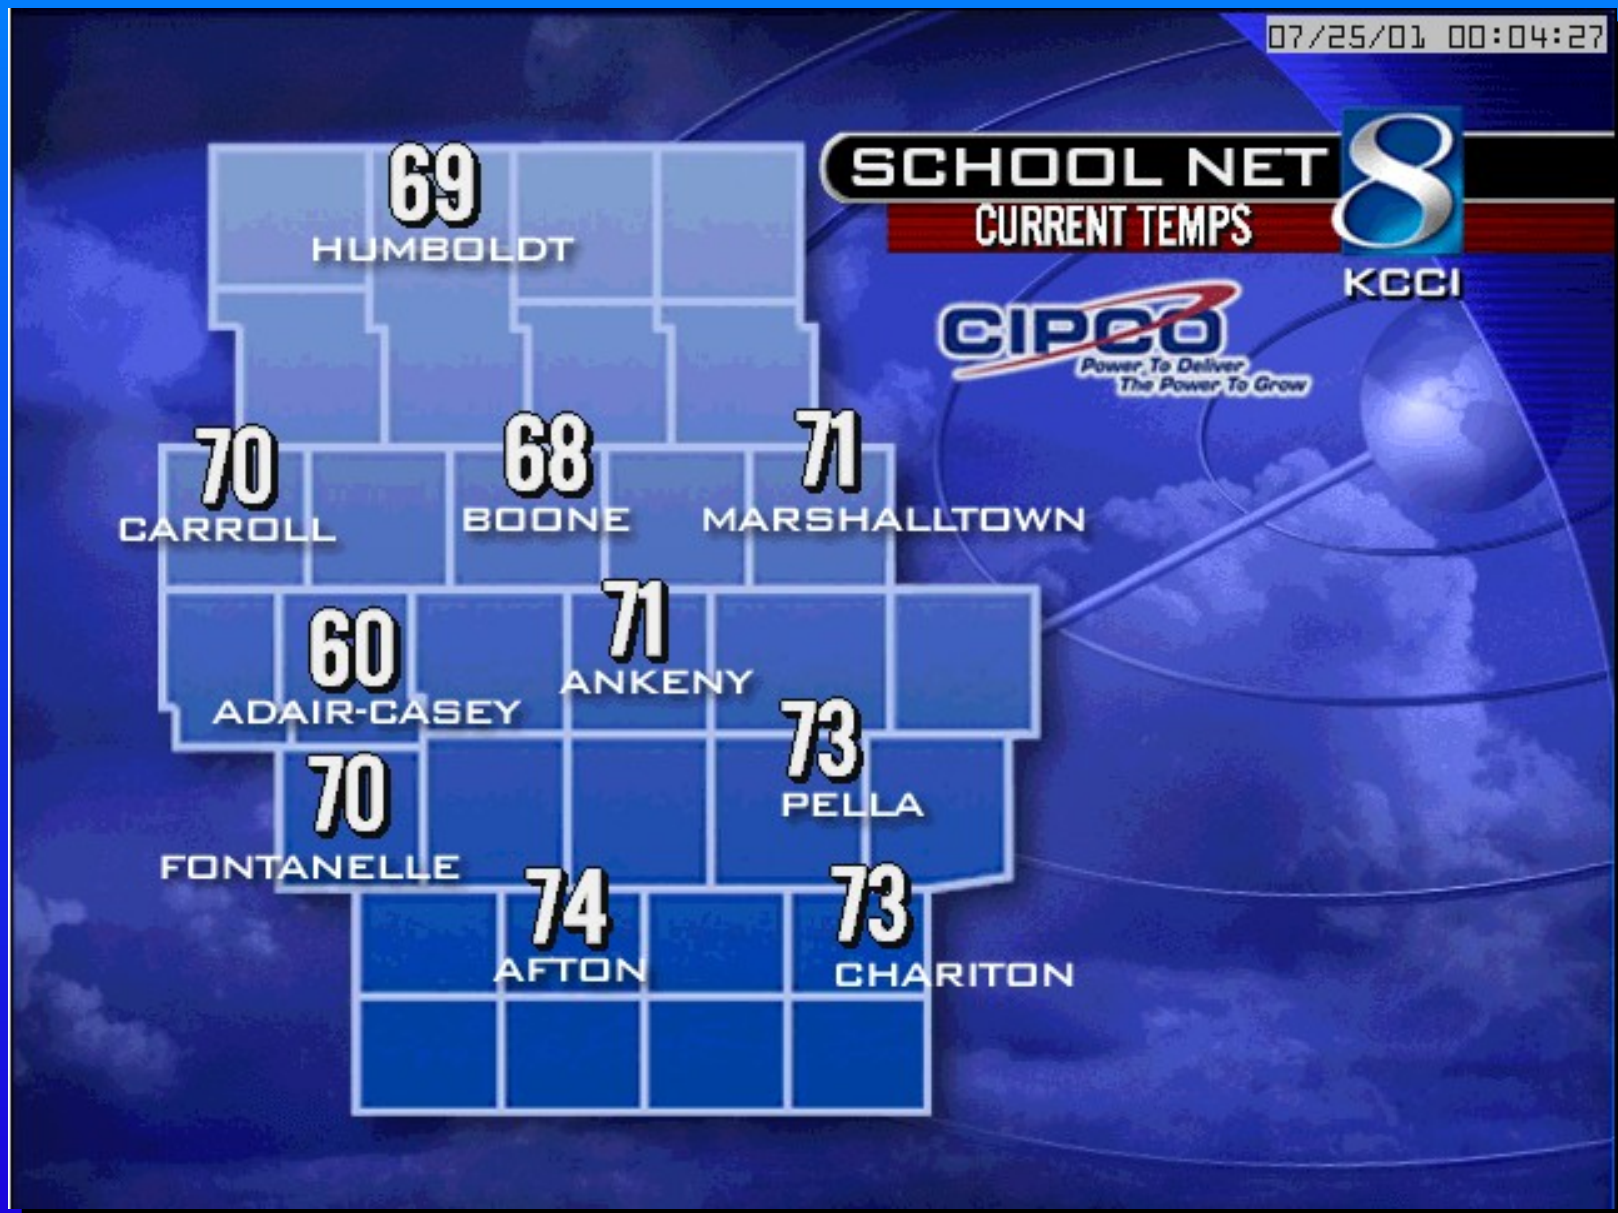 07/25/01 00:04:27
SCHOOL NET 8
CURRENT TEMPS
KCCI
CIPCO
Power To Deliver
The Power To Grow
69
HUMBOLDT
70
CARROLL
68
BOONE
71
MARSHALLTOWN
60
ADAIR-CASEY
71
ANKENY
70
FONTANELLE
73
PELLA
74
AFTON
73
CHARITON